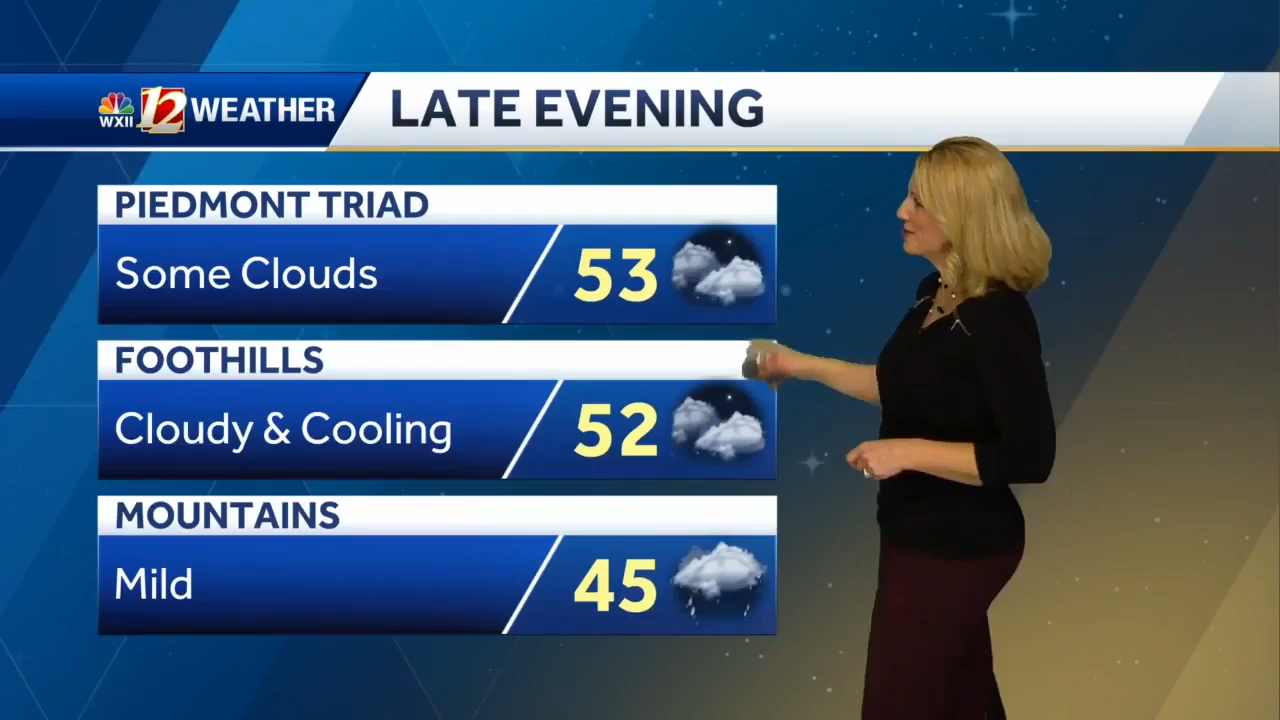 WXII 12 WEATHER
LATE EVENING
PIEDMONT TRIAD
Some Clouds
53
FOOTHILLS
Cloudy & Cooling
52
MOUNTAINS
Mild
45